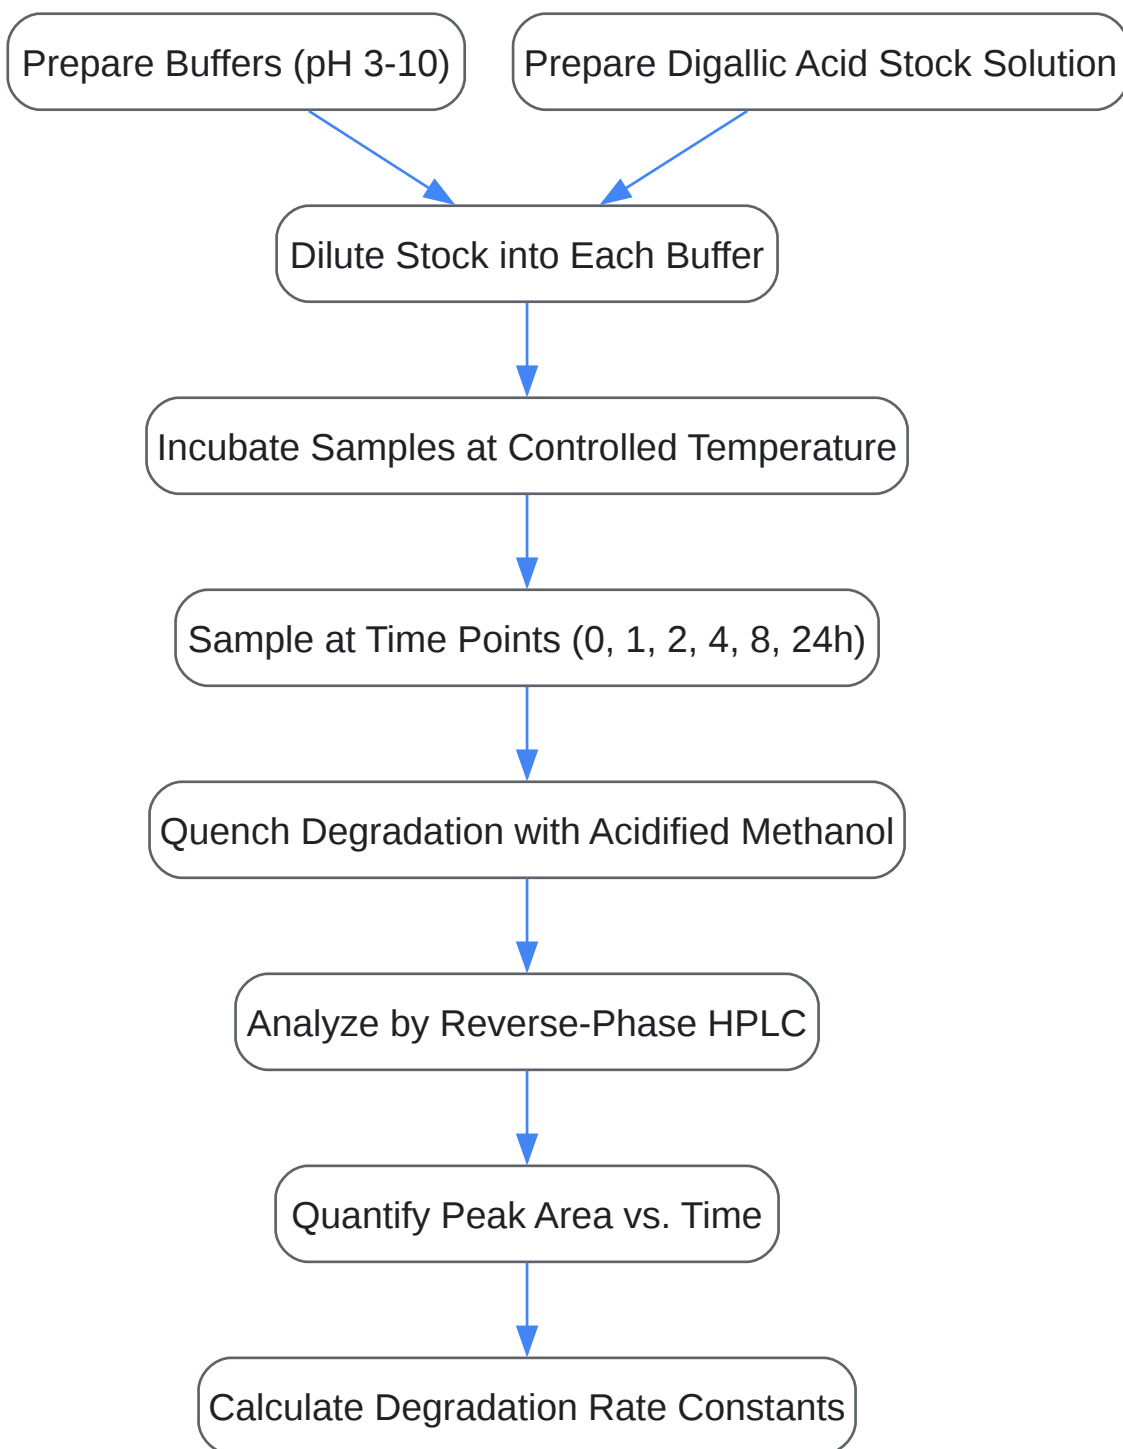 Prepare Buffers (pH 3-10)
Prepare Digallic Acid Stock Solution
Dilute Stock into Each Buffer
Incubate Samples at Controlled Temperature
Sample at Time Points (0, 1, 2, 4, 8, 24h)
Quench Degradation with Acidified Methanol
Analyze by Reverse-Phase HPLC
Quantify Peak Area vs. Time
Calculate Degradation Rate Constants